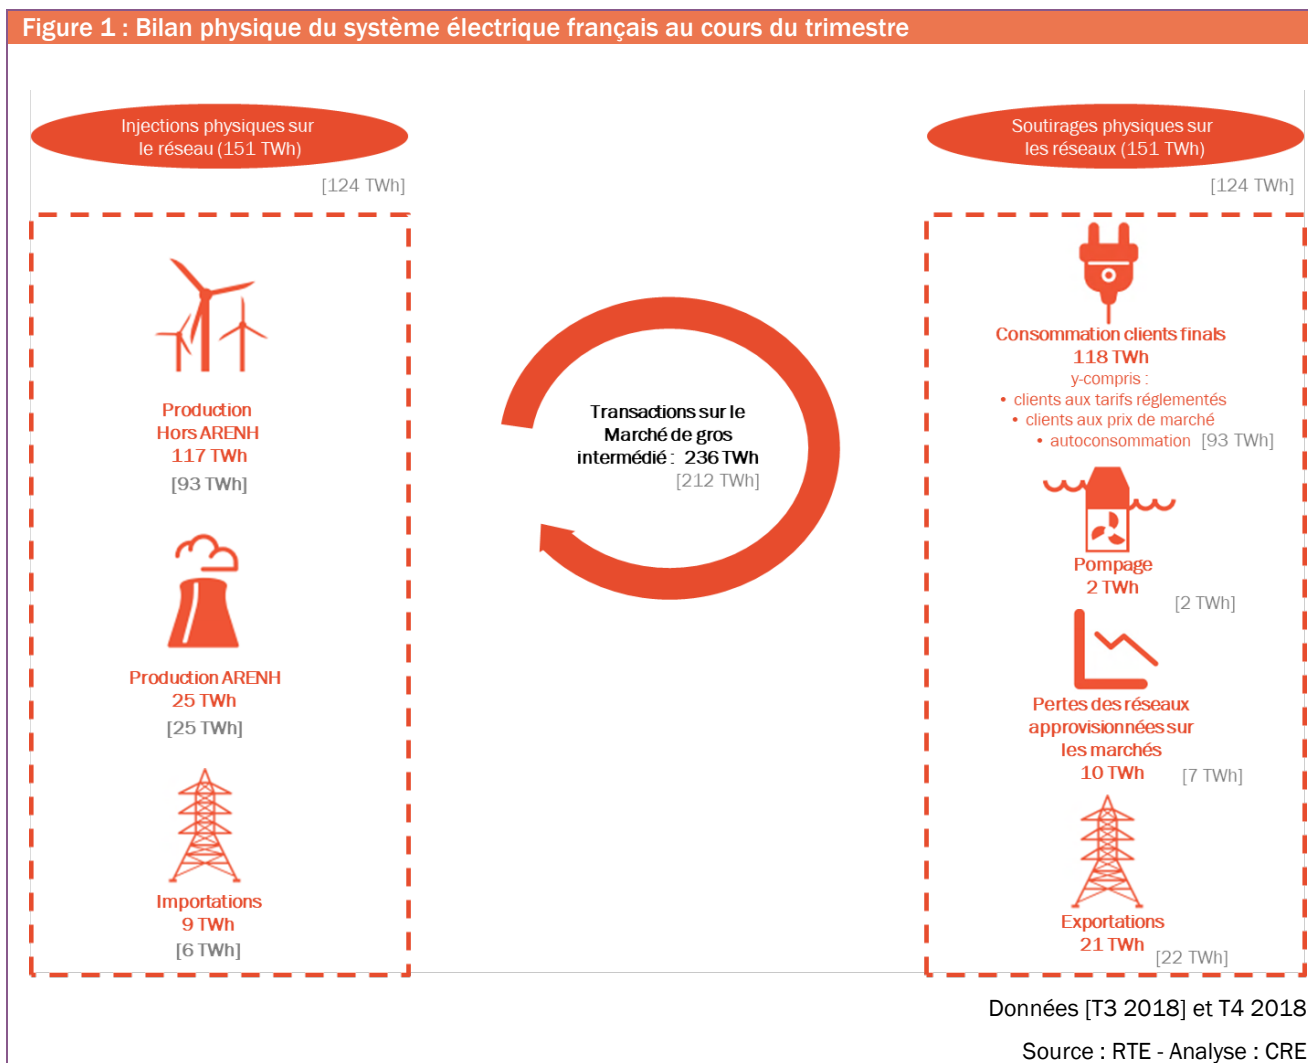 Figure 1 : Bilan physique du système électrique français au cours du trimestre
Injections physiques sur
le réseau (151 TWh)
[124 TWh]
Production
Hors ARENH
117 TWh
[93 TWh]
Production ARENH
25 TWh
[25 TWh]
Importations
9 TWh
[6 TWh]
Transactions sur le
Marché de gros
intermédié : 236 TWh
[212 TWh]
Soutirages physiques sur
les réseaux (151 TWh)
[124 TWh]
Consommation clients finals
118 TWh
y-compris :
• clients aux tarifs réglementés
• clients aux prix de marché
• autoconsommation [93 TWh]
Pompage
2 TWh
[2 TWh]
Pertes des réseaux
approvisionnées sur
les marchés
10 TWh [7 TWh]
Exportations
21 TWh
[22 TWh]
Données [T3 2018] et T4 2018
Source : RTE - Analyse : CRE